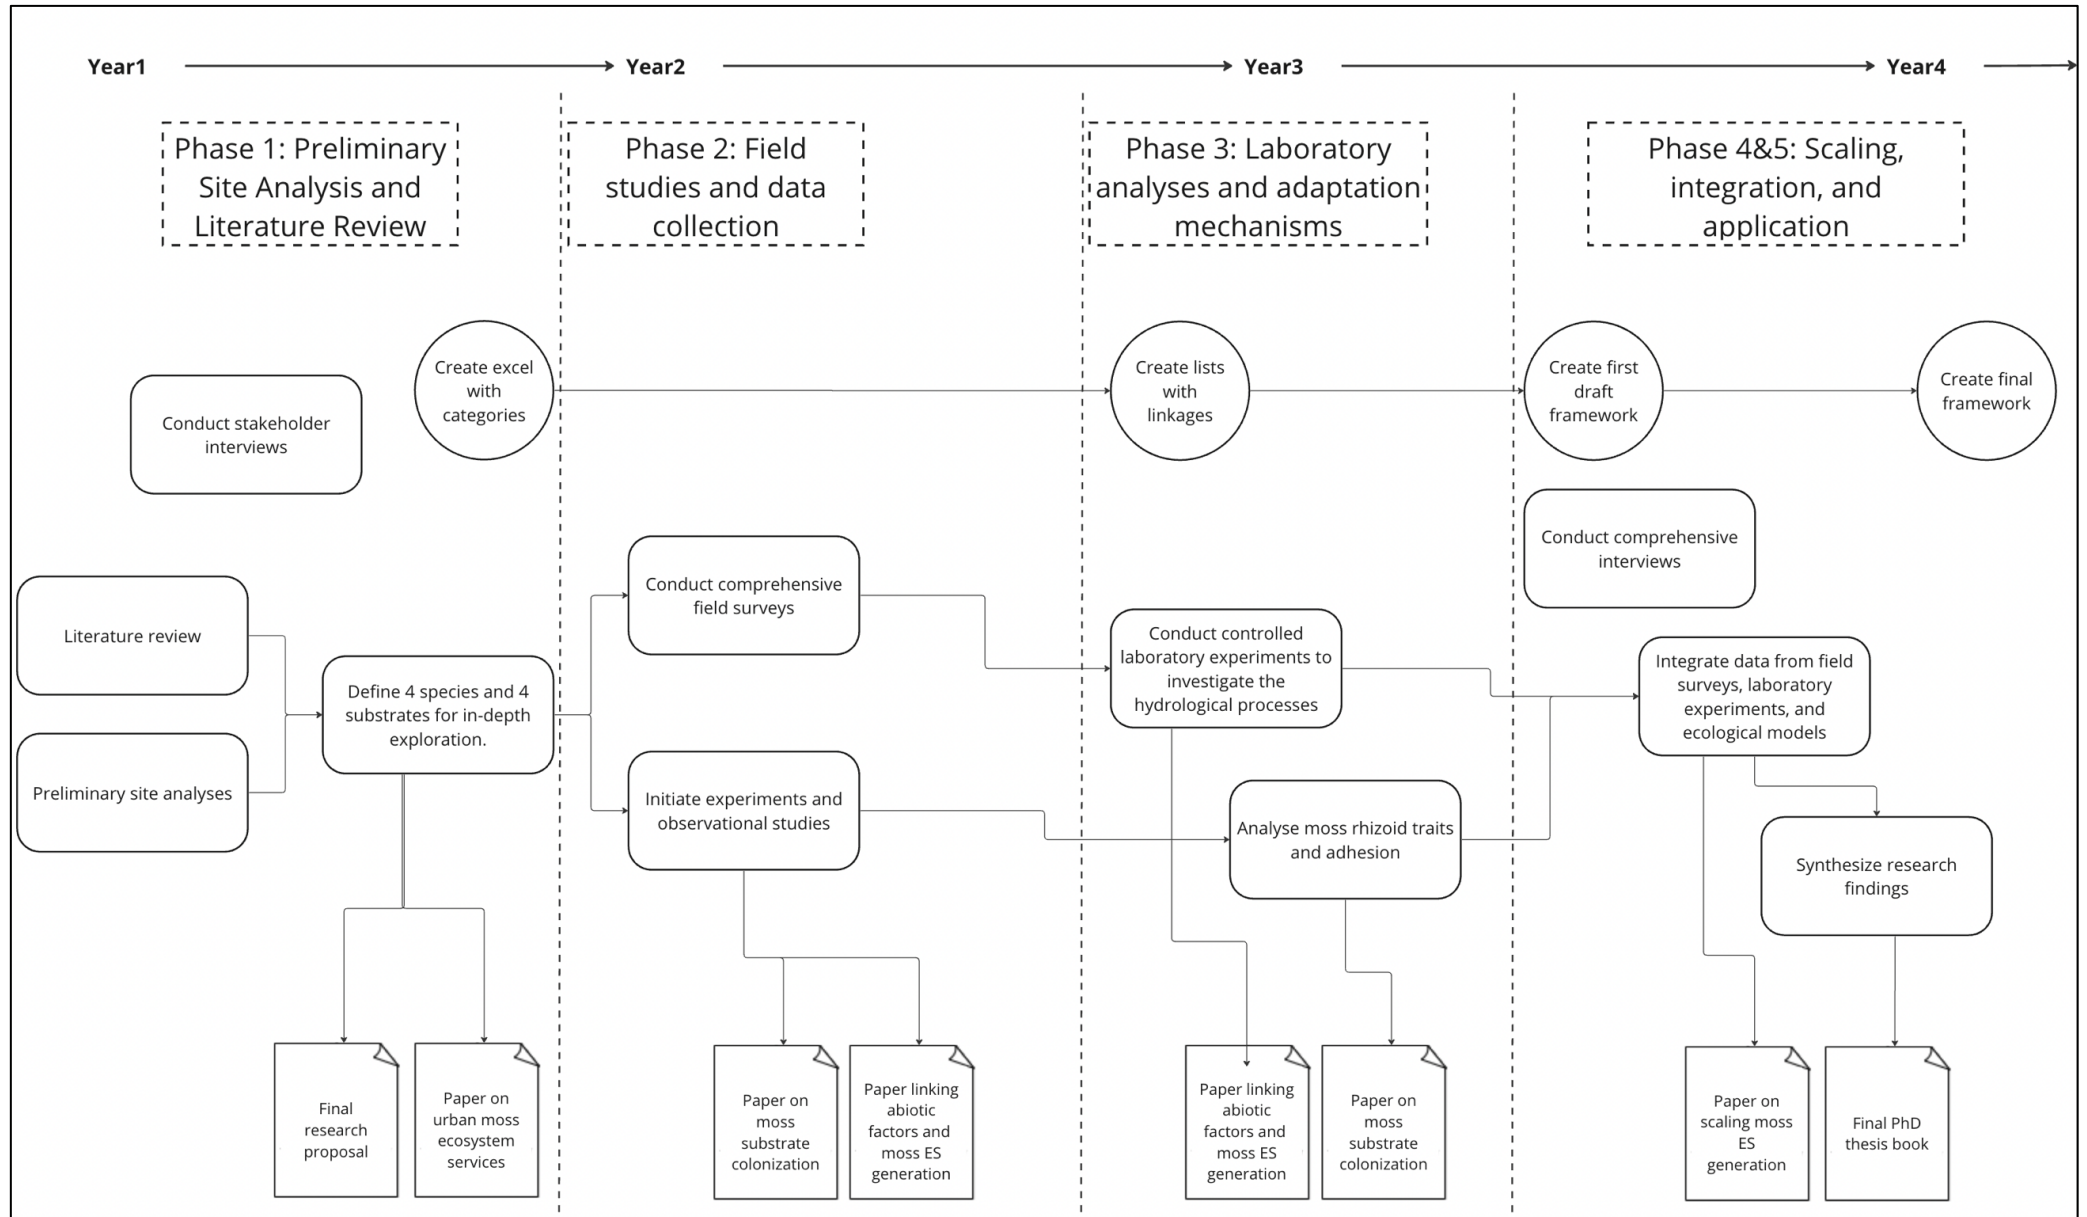 Year1
Year2
Year3
Year4
Phase 1: Preliminary
Site Analysis and
Literature Review
Phase 2: Field
studies and data
collection
Phase 3: Laboratory
analyses and adaptation
mechanisms
Phase 4&5: Scaling,
integration, and
application
Conduct stakeholder
interviews
Create excel
with
categories
Create lists
with
linkages
Create first
draft
framework
Create final
framework
Literature review
Preliminary site analyses
Define 4 species and 4
substrates for in-depth
exploration.
Conduct comprehensive
field surveys
Initiate experiments and
observational studies
Conduct controlled
laboratory experiments to
investigate the
hydrological processes
Analyse moss rhizoid traits
and adhesion
Conduct comprehensive
interviews
Integrate data from field
surveys, laboratory
experiments, and
ecological models
Synthesize research
findings
Final
research
proposal
Paper on
urban moss
ecosystem
services
Paper on
moss
substrate
colonization
Paper linking
abiotic
factors and
moss ES
generation
Paper linking
abiotic
factors and
moss ES
generation
Paper on
moss
substrate
colonization
Paper on
scaling moss
ES
generation
Final PhD
thesis book